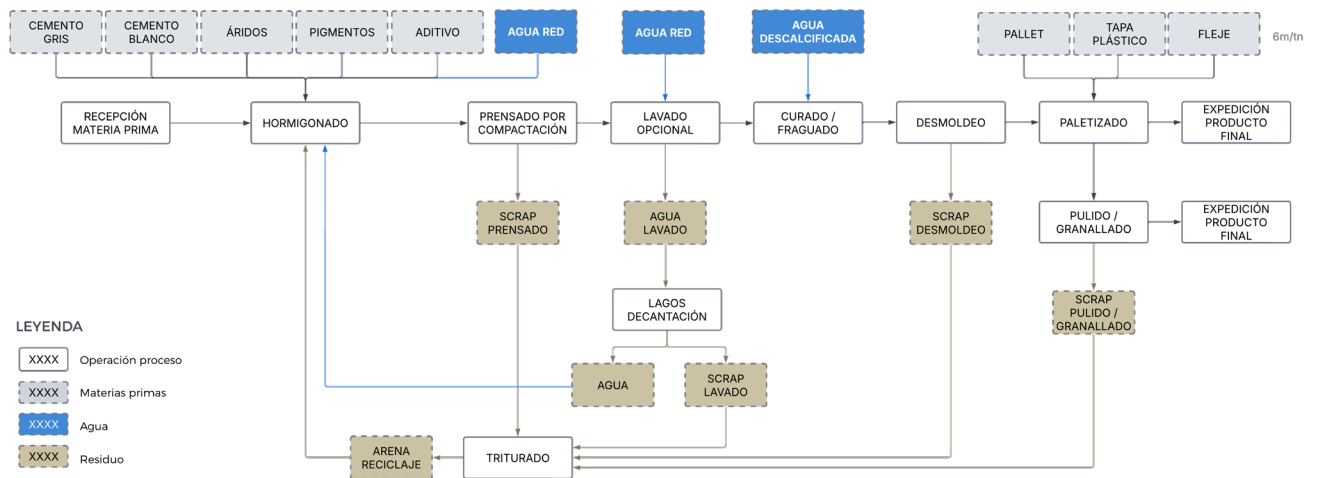 CEMENTO
GRIS
CEMENTO
BLANCO
ÁRIDOS
PIGMENTOS
ADITIVO
AGUA RED
AGUA RED
AGUA
DESCALCIFICADA
PALLET
TAPA
PLÁSTICO
FLEJE
6m/tn
RECEPCIÓN
MATERIA PRIMA
HORMIGONADO
PRENSADO POR
COMPACTACIÓN
LAVADO
OPCIONAL
CURADO /
FRAGUADO
DESMOLDEO
PALETIZADO
EXPEDICIÓN
PRODUCTO
FINAL
SCRAP
PRENSADO
AGUA
LAVADO
SCRAP
DESMOLDEO
PULIDO /
GRANALLADO
EXPEDICIÓN
PRODUCTO
FINAL
LAGOS
DECANTACIÓN
SCRAP
PULIDO /
GRANALLADO
AGUA
SCRAP
LAVADO
ARENA
RECICLAJE
TRITURADO
LEYENDA
XXXX Operación proceso
XXXX Materias primas
XXXX Agua
XXXX Residuo